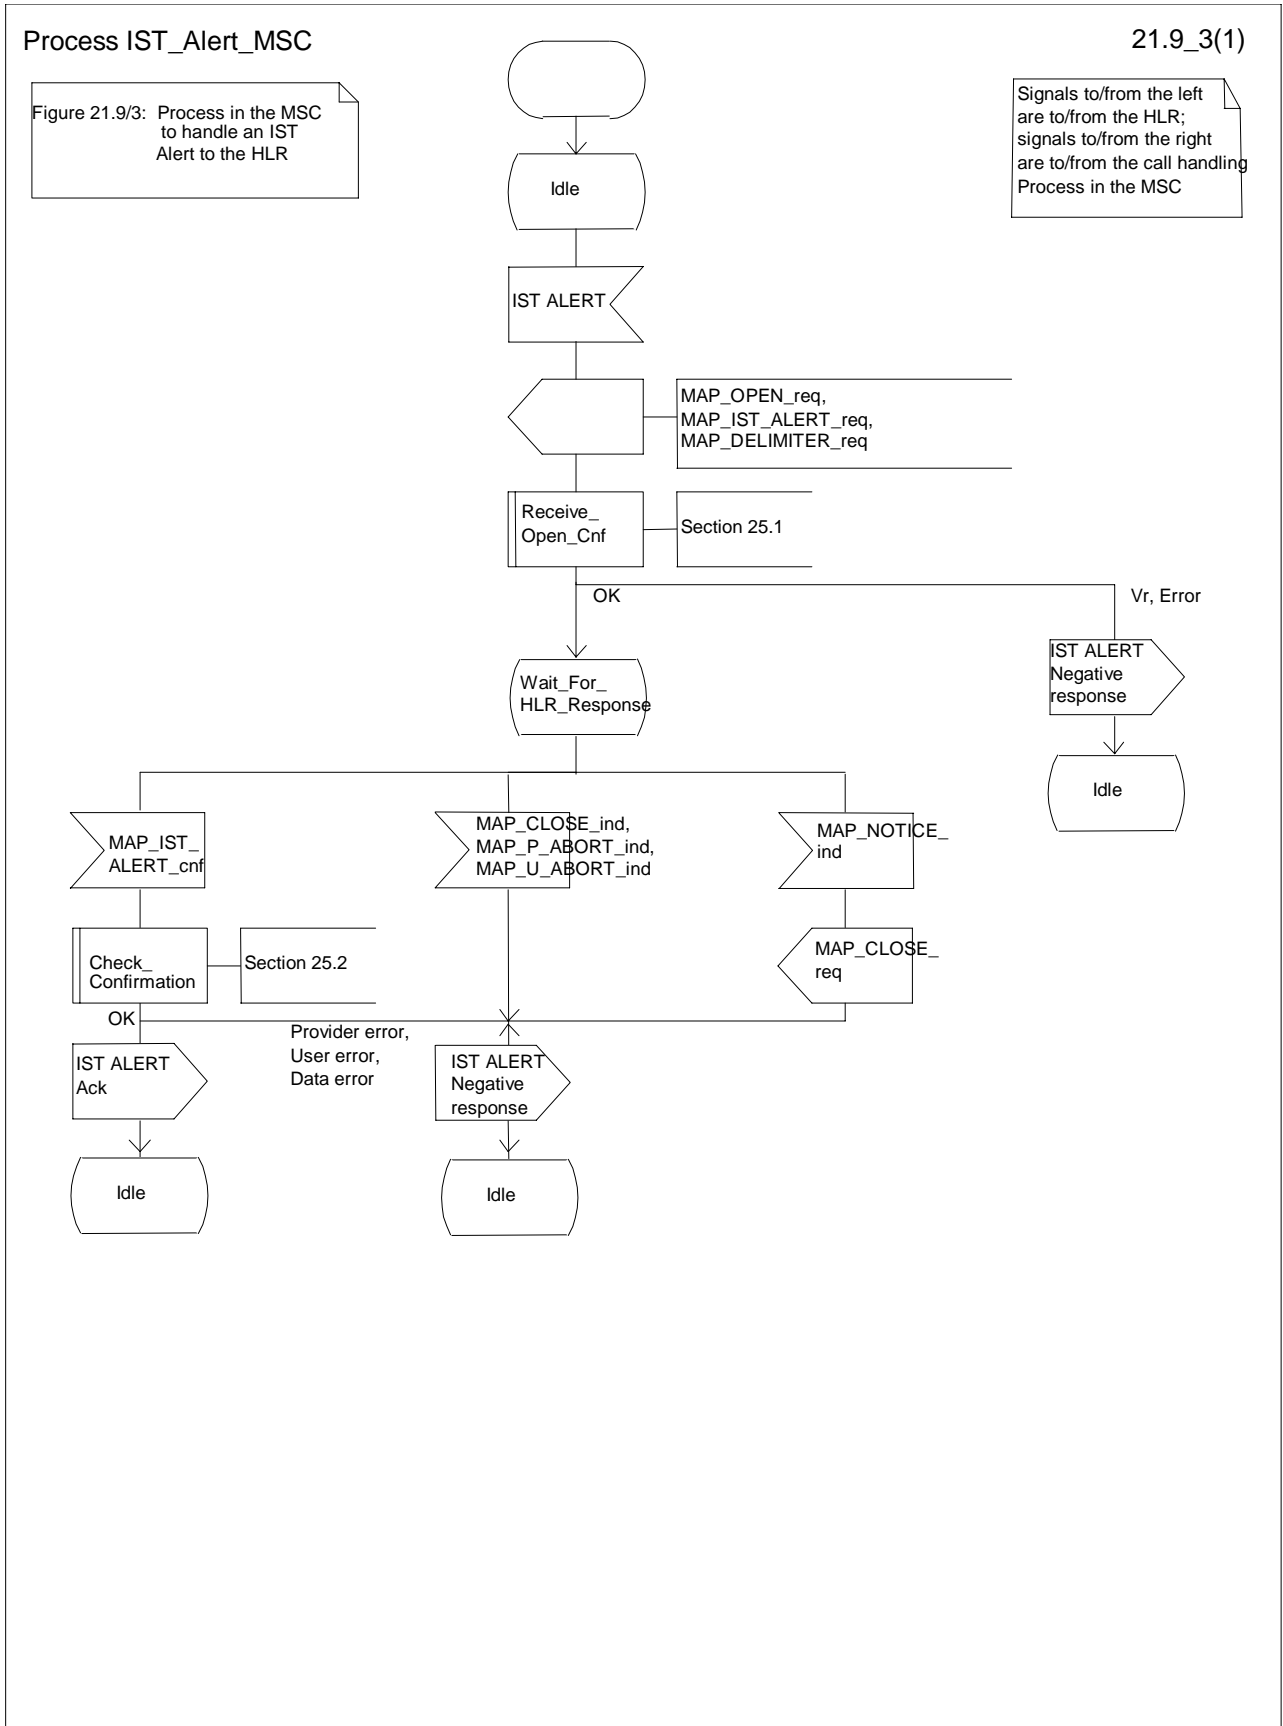 Process IST_Alert_MSC
21.9_3(1)
Figure 21.9/3: Process in the MSC
to handle an IST
Alert to the HLR
Signals to/from the left
are to/from the HLR;
signals to/from the right
are to/from the call handling
Process in the MSC
Idle
IST ALERT
MAP_OPEN_req,
MAP_IST_ALERT_req,
MAP_DELIMITER_req
Receive_
Open_Cnf
Section 25.1
OK
Vr, Error
IST ALERT
Negative
response
Idle
Wait_For_
HLR_Response
MAP_IST_
ALERT_cnf
MAP_CLOSE_ind,
MAP_P_ABORT_ind,
MAP_U_ABORT_ind
MAP_NOTICE_
ind
Check_
Confirmation
Section 25.2
MAP_CLOSE_
req
OK
Provider error,
User error,
Data error
IST ALERT
Ack
IST ALERT
Negative
response
Idle
Idle